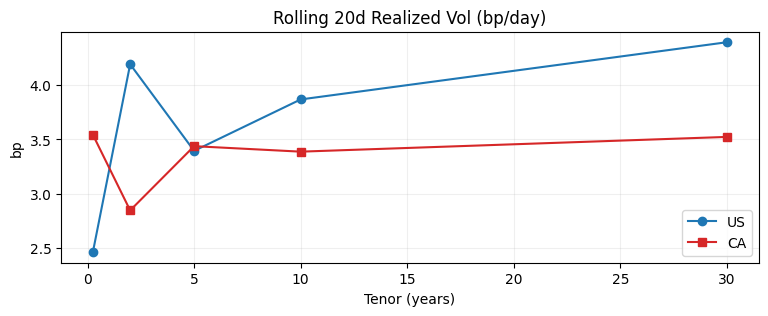 Rolling 20d Realized Vol (bp/day)
4.0
3.5
3.0
2.5
bp
0 5 10 15 20 25 30
Tenor (years)
US
CA